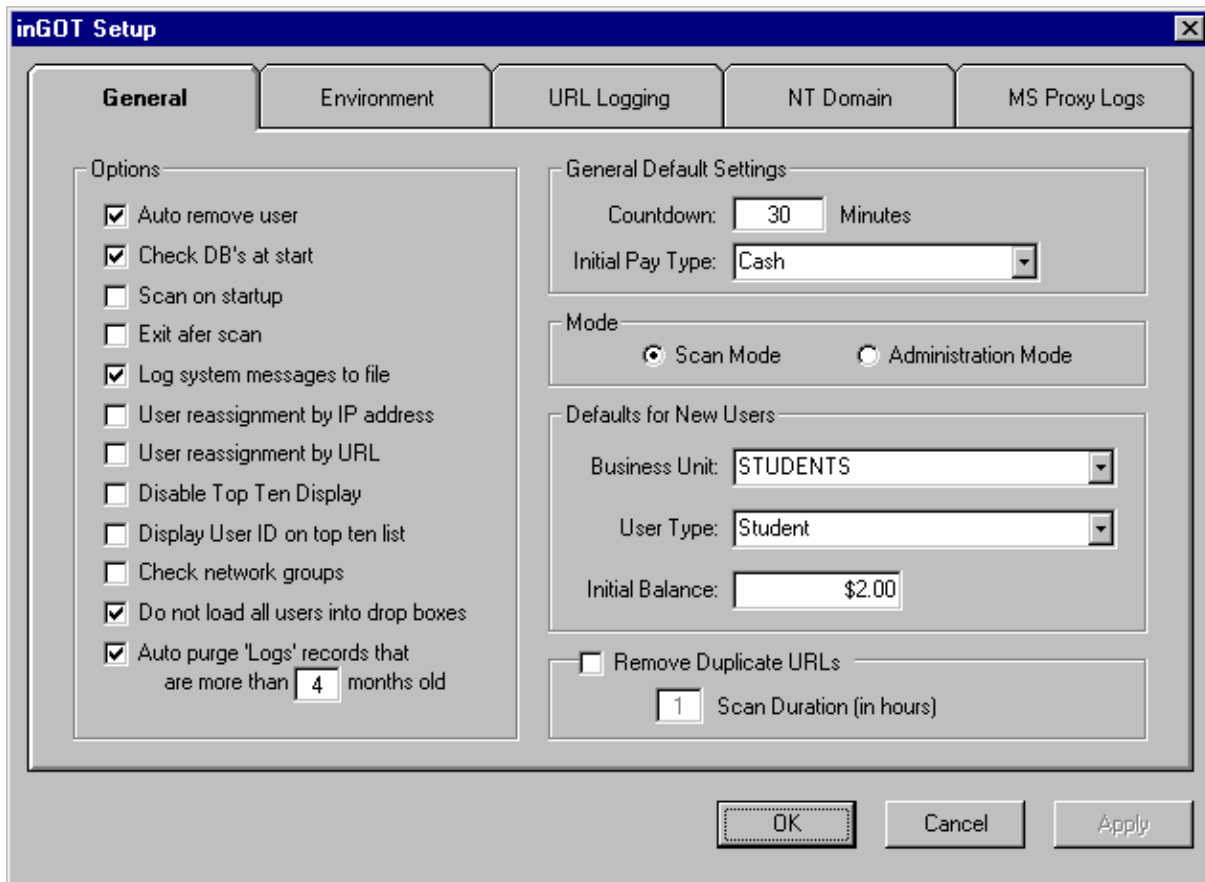 inGOT Setup
General
Environment
URL Logging
NT Domain
MS Proxy Logs
Options
Auto remove user
Check DB's at start
Scan on startup
Exit afer scan
Log system messages to file
User reassignment by IP address
User reassignment by URL
Disable Top Ten Display
Display User ID on top ten list
Check network groups
Do not load all users into drop boxes
Auto purge 'Logs' records that
are more than 4 months old
General Default Settings
Countdown: 30 Minutes
Initial Pay Type: Cash
Mode
Scan Mode Administration Mode
Defaults for New Users
Business Unit: STUDENTS
User Type: Student
Initial Balance: $2.00
Remove Duplicate URLs
1 Scan Duration (in hours)
OK Cancel Apply